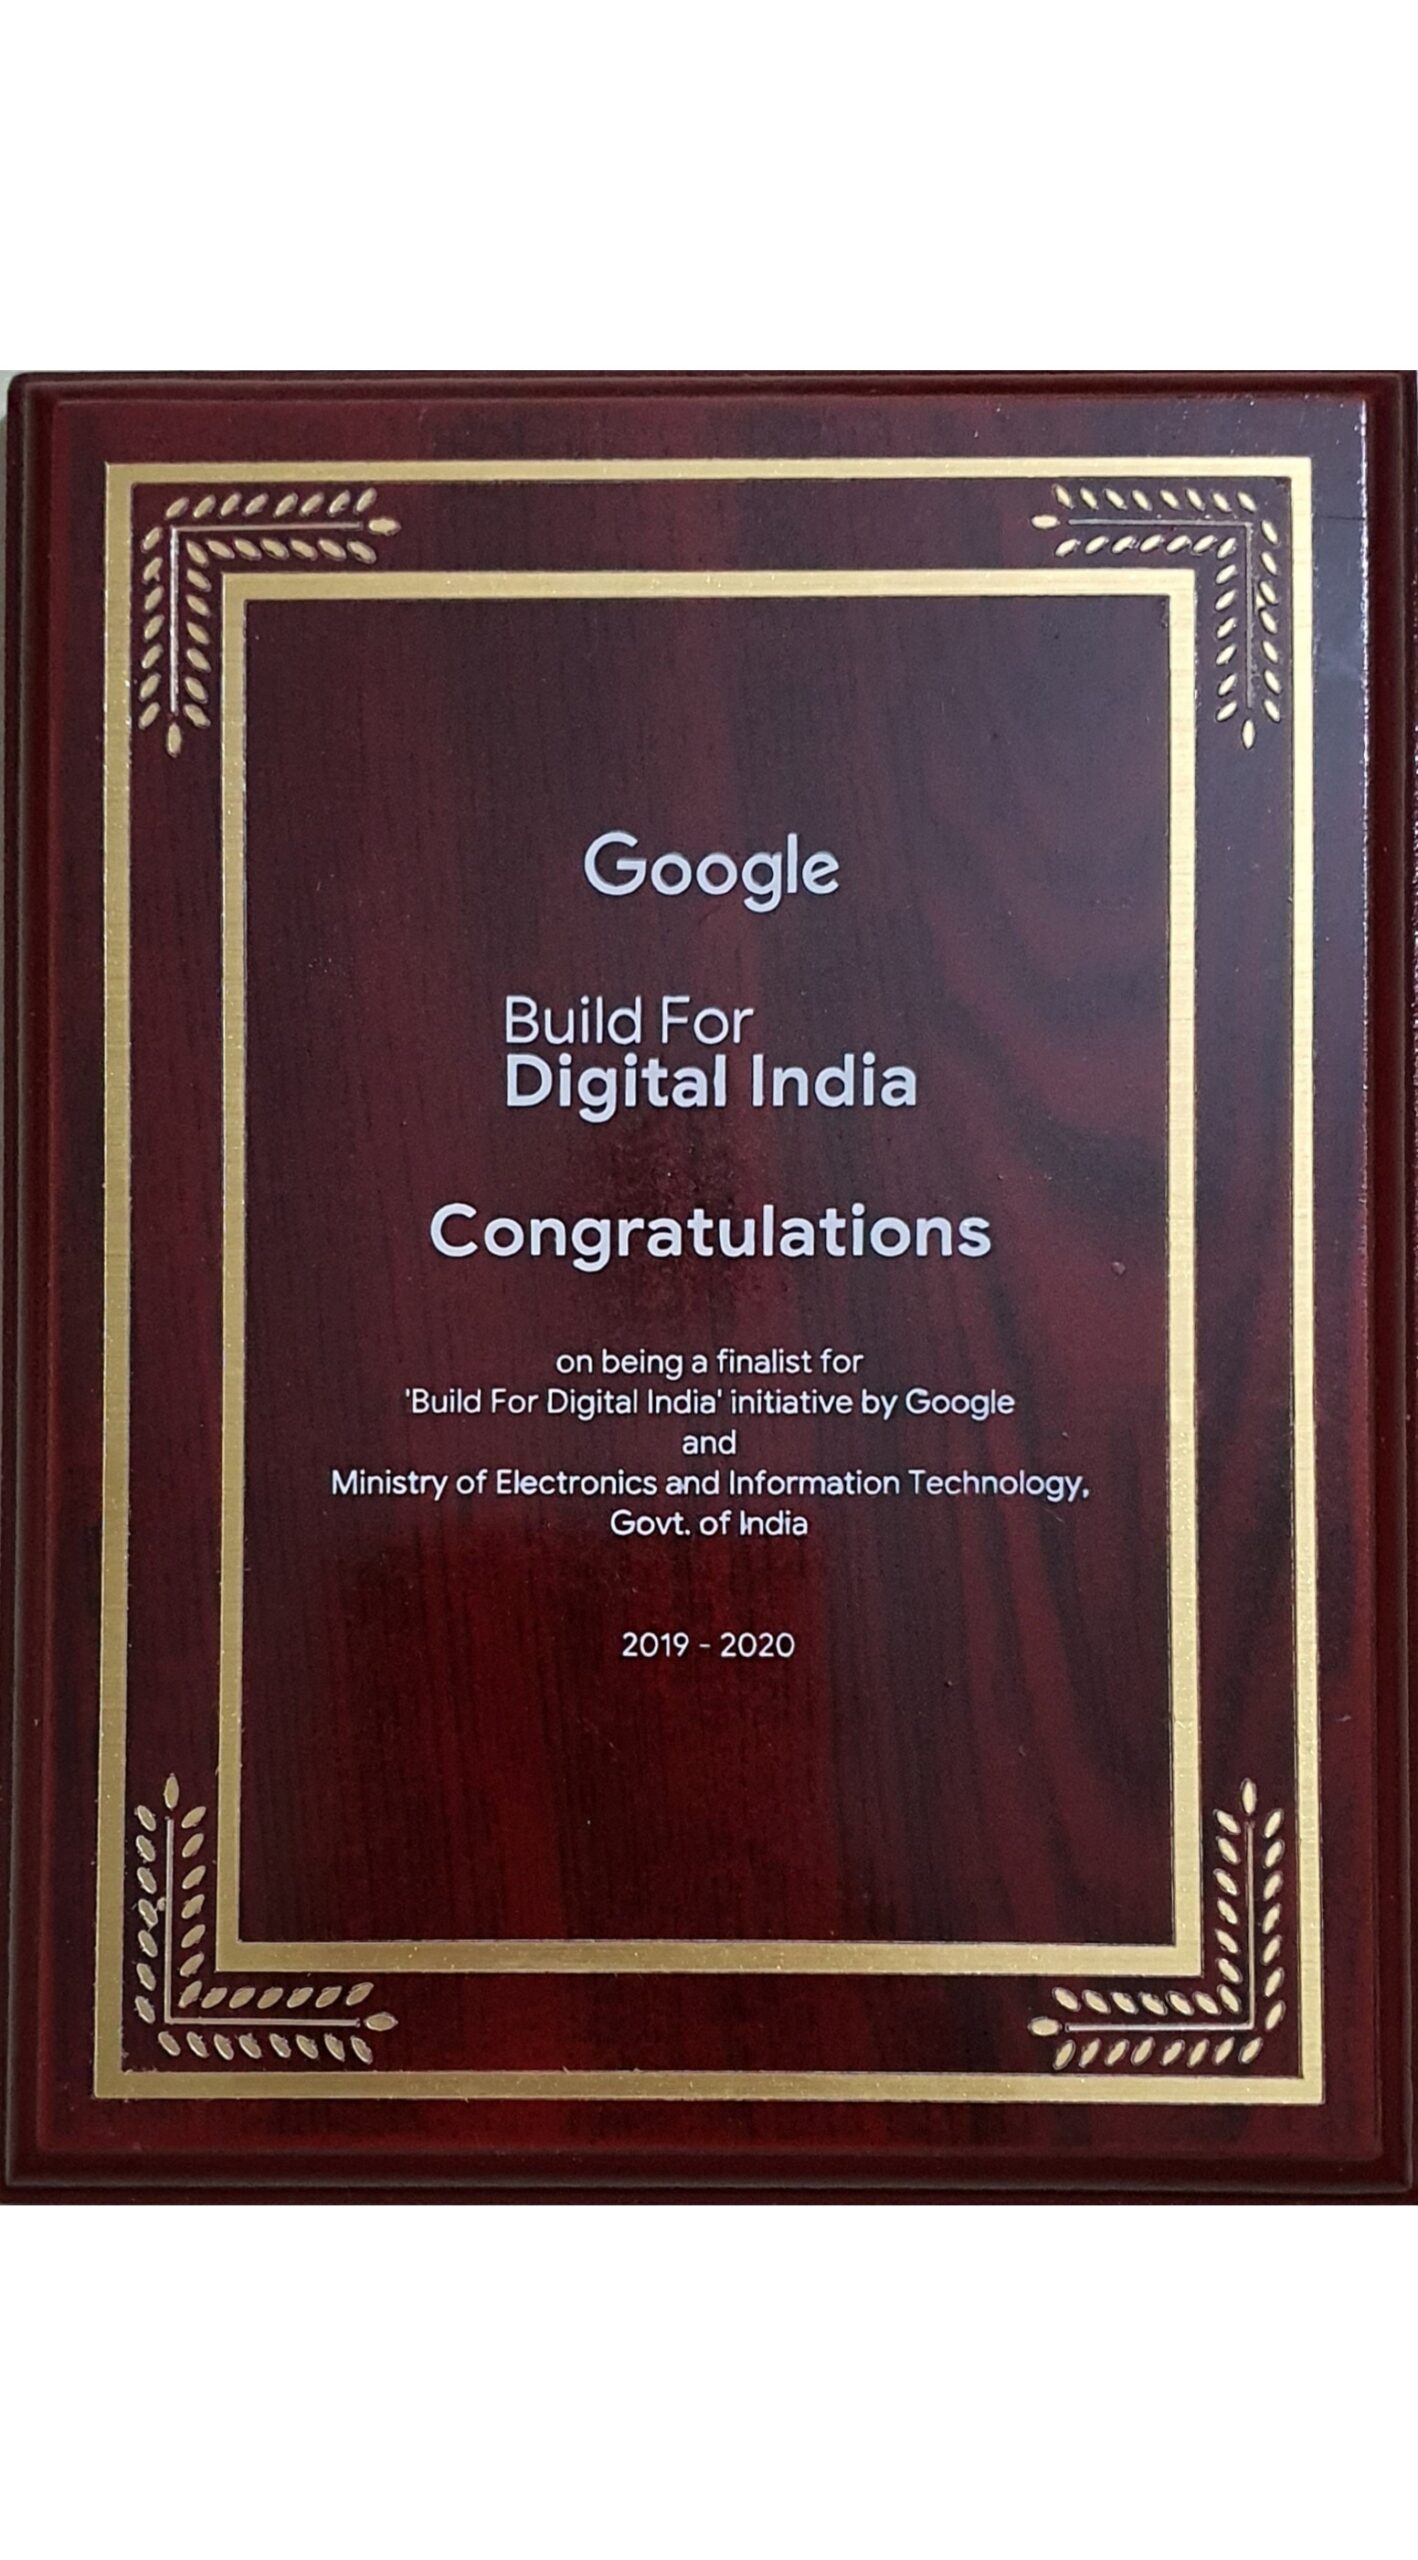 Google
Build For
Digital India
Congratulations
on being a finalist for
'Build For Digital India' initiative by Google
and
Ministry of Electronics and Information Technology,
Govt. of India
2019 - 2020